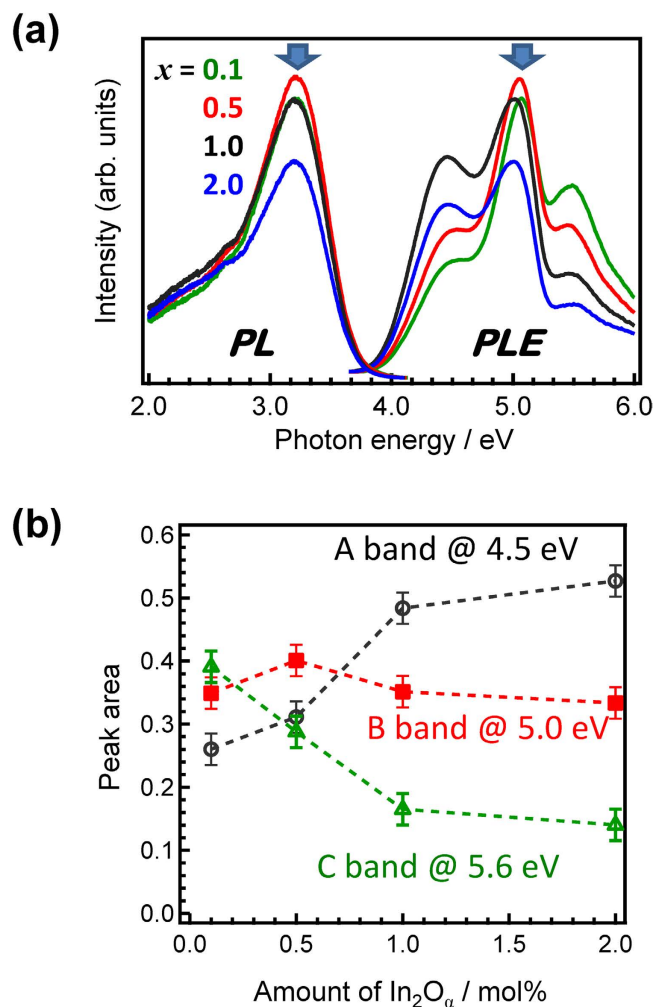 (a)
x = 0.1
0.5
1.0
2.0
PL
PLE
Intensity (arb. units)
2.0 3.0 4.0 5.0 6.0
Photon energy / eV
(b)
0.6
0.5
0.4
0.3
0.2
0.1
0.0
A band @ 4.5 eV
B band @ 5.0 eV
C band @ 5.6 eV
Peak area
0.0 0.5 1.0 1.5 2.0
Amount of In₂Oα / mol%